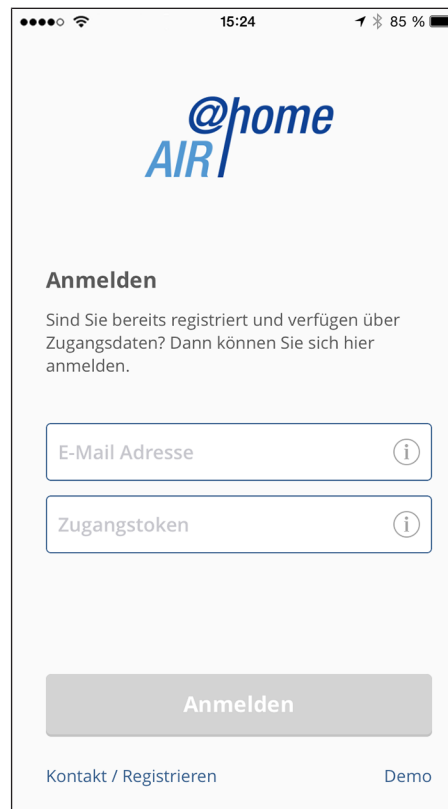 15:24 85 %
@home
AIR
Anmelden
Sind Sie bereits registriert und verfügen über
Zugangsdaten? Dann können Sie sich hier
anmelden.
E-Mail Adresse
Zugangstoken
Anmelden
Kontakt / Registrieren Demo